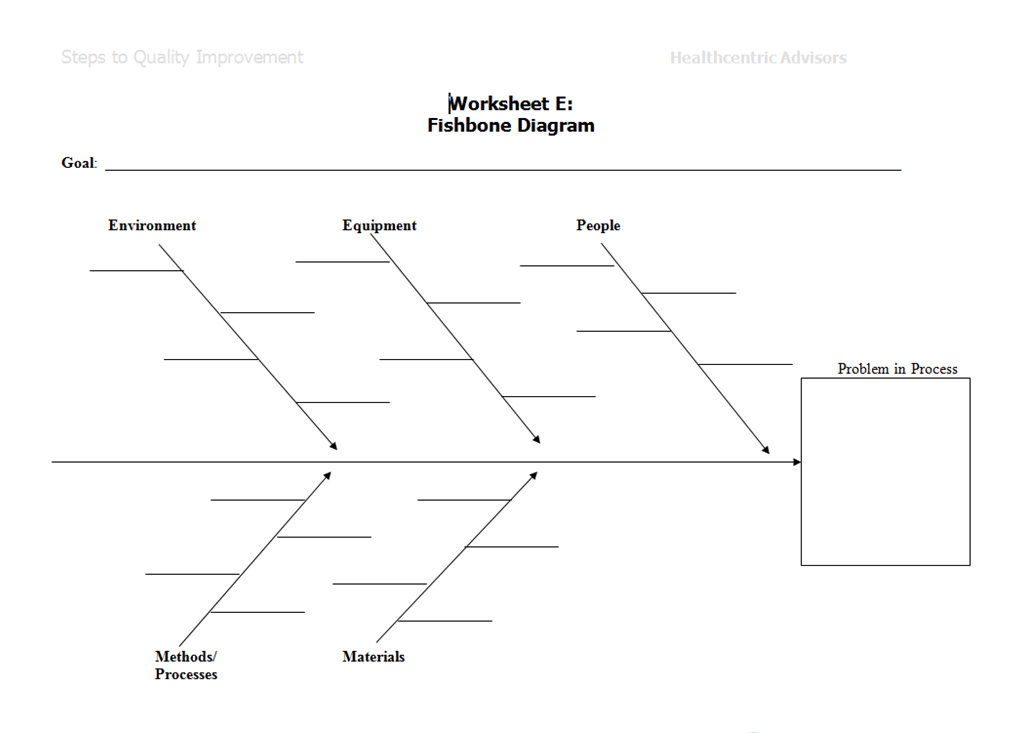 Steps to Quality Improvement
Healthcentric Advisors
Worksheet E:
Fishbone Diagram
Goal:
Environment
Equipment
People
Problem in Process
Methods/
Processes
Materials